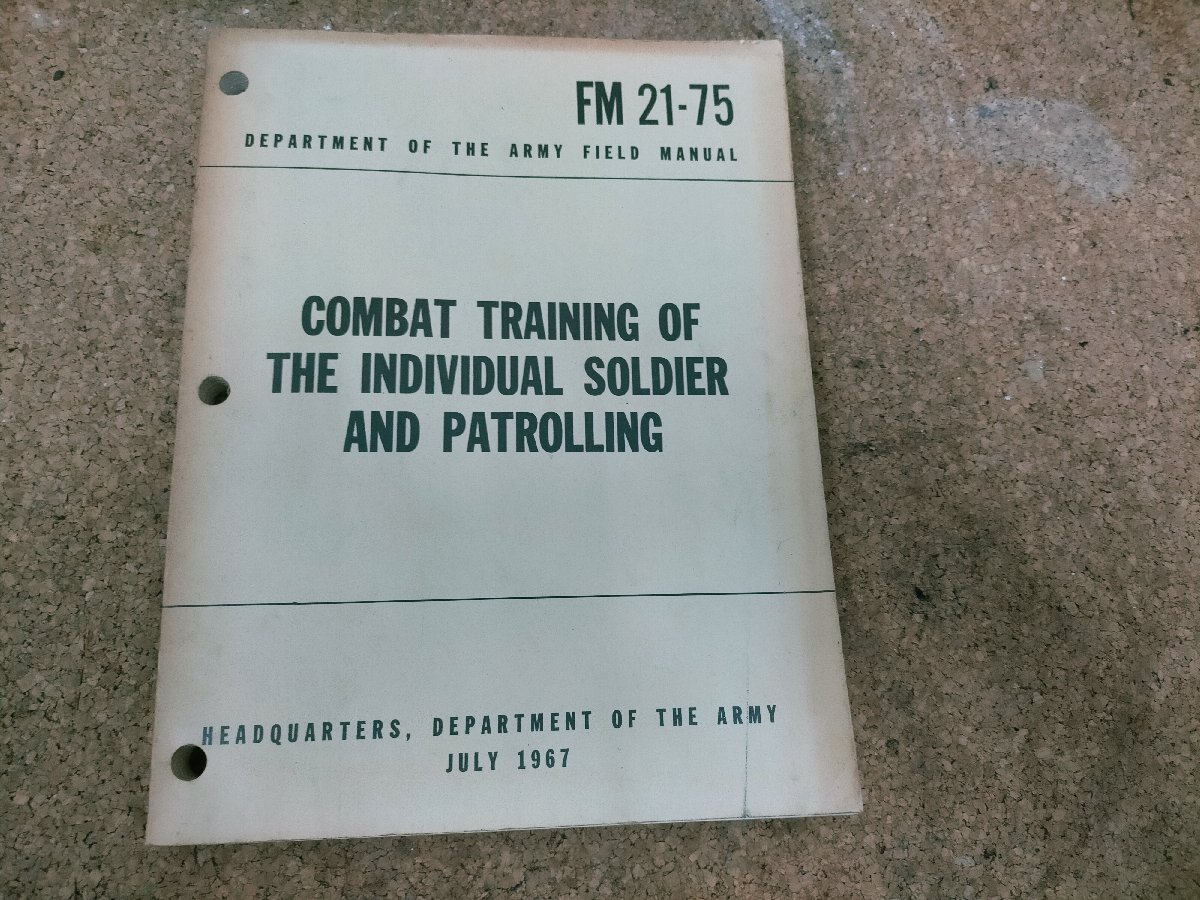 FM 21-75
DEPARTMENT OF THE ARMY FIELD MANUAL
COMBAT TRAINING OF
THE INDIVIDUAL SOLDIER
AND PATROLLING
HEADQUARTERS, DEPARTMENT OF THE ARMY
JULY 1967